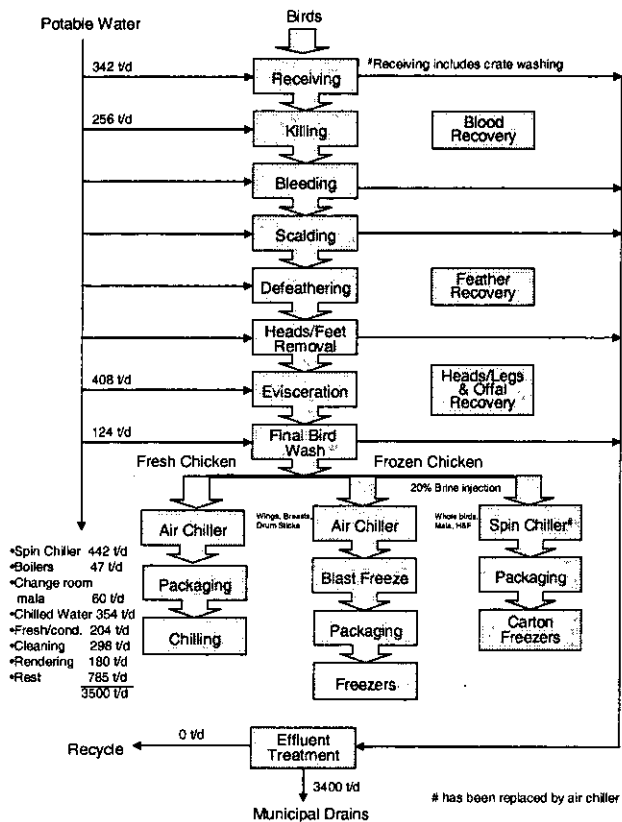 Potable Water
Birds
342 t/d
Receiving
#Receiving includes crate washing
256 t/d
Killing
Blood
Recovery
Bleeding
Scalding
Defeathering
Feather
Recovery
Heads/Feet
Removal
408 t/d
Evisceration
Heads/Legs
& Offal
Recovery
124 t/d
Final Bird
Wash
Fresh Chicken
Frozen Chicken
20% Brine injection
Air Chiller
Wings, Breasts,
Drum Sticks
Air Chiller
Whole birds,
Mala, H&F
Spin Chiller#
•Spin Chiller 442 t/d
•Boilers 47 t/d
•Change room
mala 60 t/d
•Chilled Water 354 t/d
•Fresh/cond. 204 t/d
•Cleaning 298 t/d
•Rendering 180 t/d
•Rest 785 t/d
3500 t/d
Packaging
Chilling
Blast Freeze
Packaging
Freezers
Packaging
Carton
Freezers
Recycle
0 t/d
Effluent
Treatment
3400 t/d
Municipal Drains
# has been replaced by air chiller